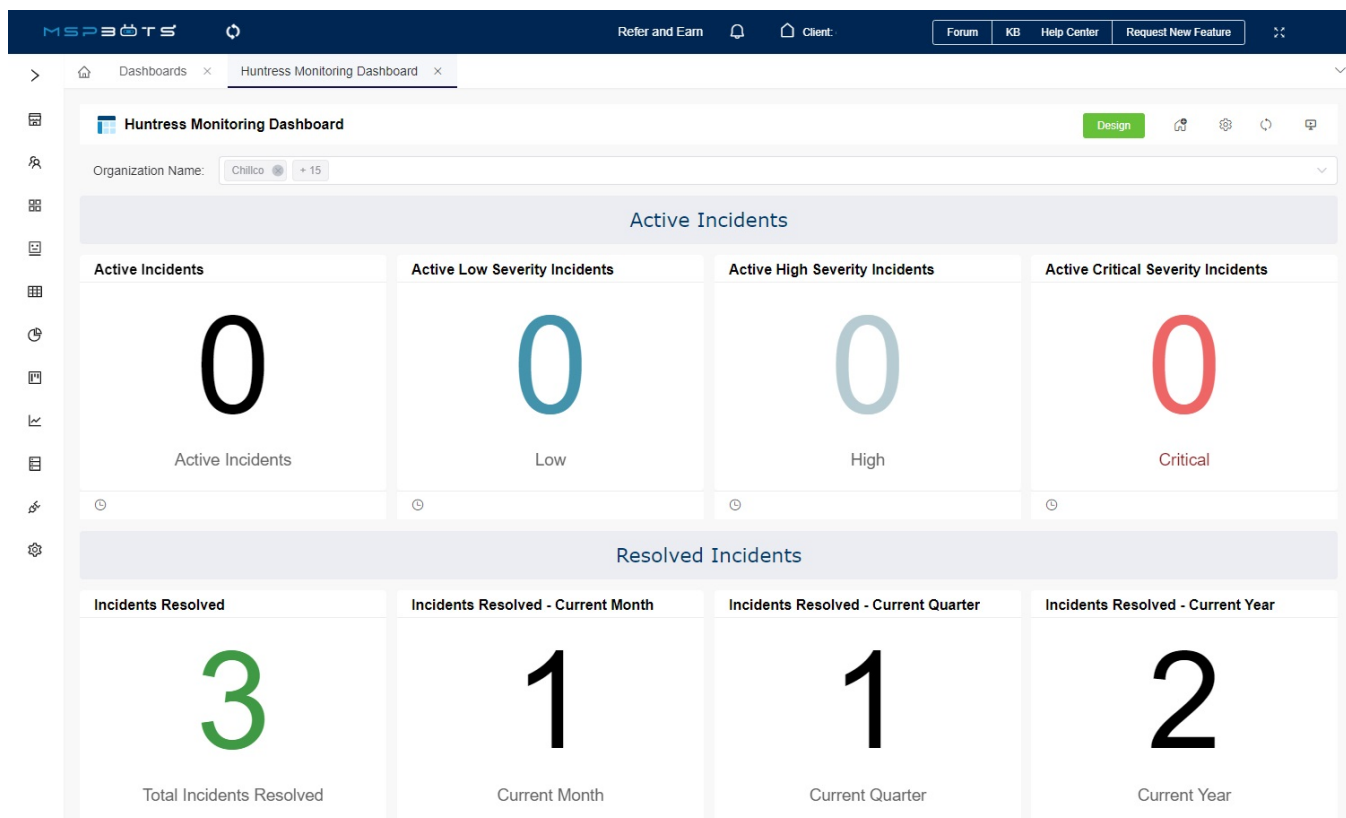 MSPBOTS Refer and Earn Client: Forum KB Help Center Request New Feature
Dashboards × Huntress Monitoring Dashboard ×
Huntress Monitoring Dashboard Design
Organization Name: Chillco + 15
Active Incidents
Active Incidents Active Low Severity Incidents Active High Severity Incidents Active Critical Severity Incidents
0 0 0 0
Active Incidents Low High Critical
Resolved Incidents
Incidents Resolved Incidents Resolved - Current Month Incidents Resolved - Current Quarter Incidents Resolved - Current Year
3 1 1 2
Total Incidents Resolved Current Month Current Quarter Current Year